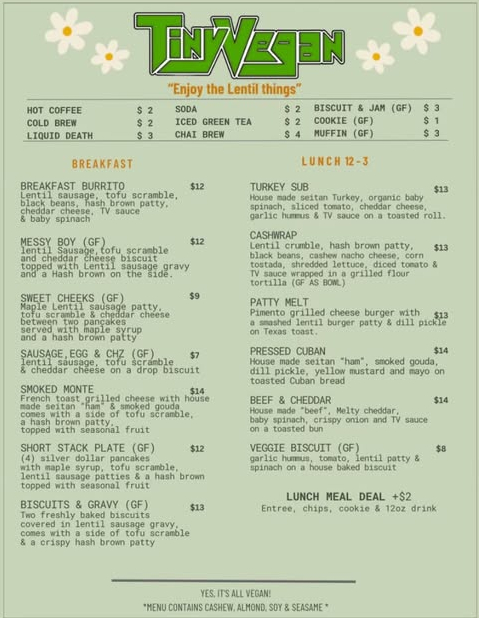 TinyVegan
"Enjoy the Lentil things"
HOT COFFEE $ 2
COLD BREW $ 2
LIQUID DEATH $ 3
SODA $ 2
ICED GREEN TEA $ 2
CHAI BREW $ 4
BISCUIT & JAM (GF) $ 3
COOKIE (GF) $ 1
MUFFIN (GF) $ 3
BREAKFAST
BREAKFAST BURRITO $12
Lentil sausage, tofu scramble,
black beans, hash brown patty,
cheddar cheese, TV sauce
& baby spinach
MESSY BOY (GF) $12
lentil Sausage,tofu scramble
and cheddar cheese biscuit
topped with Lentil sausage gravy
and a Hash brown on the side.
SWEET CHEEKS (GF) $9
Maple Lentil sausage patty,
tofu scramble & cheddar cheese
between two pancakes
served with maple syrup
and a hash brown patty
SAUSAGE,EGG & CHZ (GF) $7
lentil sausage, tofu scramble
& cheddar cheese on a drop biscuit
SMOKED MONTE $14
French toast grilled cheese with house
made seitan "ham" & smoked gouda
comes with a side of tofu scramble,
a hash brown patty,
topped with seasonal fruit
SHORT STACK PLATE (GF) $12
(4) silver dollar pancakes
with maple syrup, tofu scramble,
lentil sausage patties & a hash brown
topped with seasonal fruit
BISCUITS & GRAVY (GF) $13
Two freshly baked biscuits
covered in lentil sausage gravy,
comes with a side of tofu scramble
& a crispy hash brown patty
LUNCH 12-3
TURKEY SUB $13
House made seitan Turkey, organic baby
spinach, sliced tomato, cheddar cheese,
garlic hummus & TV sauce on a toasted roll.
CASHWRAP $13
Lentil crumble, hash brown patty,
black beans, cashew nacho cheese, corn
tostada, shredded lettuce, diced tomato &
TV sauce wrapped in a grilled flour
tortilla (GF AS BOWL)
PATTY MELT $13
Pimento grilled cheese burger with
a smashed lentil burger patty & dill pickle
on Texas toast.
PRESSED CUBAN $14
House made seitan "ham", smoked gouda,
dill pickle, yellow mustard and mayo on
toasted Cuban bread
BEEF & CHEDDAR $14
House made "beef", Melty cheddar,
baby spinach, crispy onion and TV sauce
on a toasted bun
VEGGIE BISCUIT (GF) $8
garlic hummus, tomato, lentil patty &
spinach on a house baked biscuit
LUNCH MEAL DEAL +$2
Entree, chips, cookie & 12oz drink
YES, IT'S ALL VEGAN!
*MENU CONTAINS CASHEW, ALMOND, SOY & SEASAME *